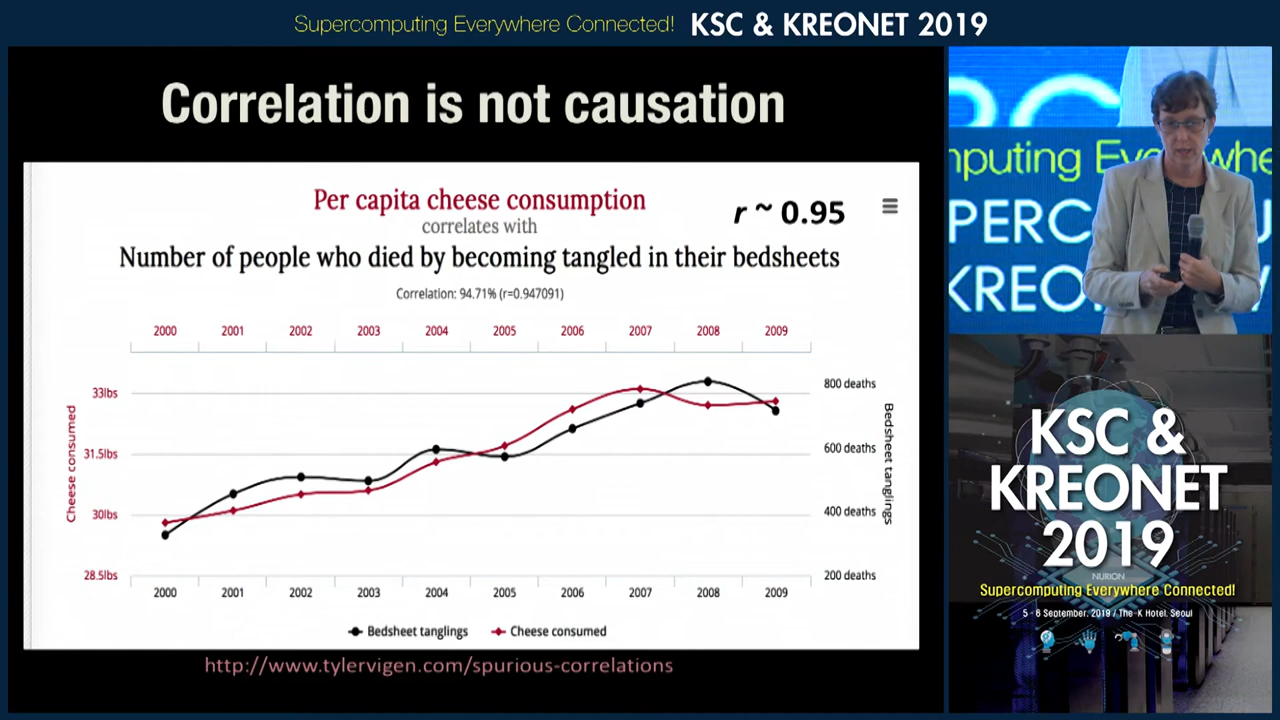 Supercomputing Everywhere Connected! KSC & KREONET 2019
Correlation is not causation
Per capita cheese consumption
correlates with
Number of people who died by becoming tangled in their bedsheets
Correlation: 94.71% (r=0.947091)
r ~ 0.95
2000 2001 2002 2003 2004 2005 2006 2007 2008 2009
33lbs
31.5lbs
30lbs
28.5lbs
Cheese consumed
800 deaths
600 deaths
400 deaths
200 deaths
Bedsheet tanglings
2000 2001 2002 2003 2004 2005 2006 2007 2008 2009
Bedsheet tanglings Cheese consumed
http://www.tylervigen.com/spurious-correlations
KSC &
KREONET
2019
NURION
Supercomputing Everywhere Connected!
5 - 6 September, 2019 / The-K Hotel, Seoul